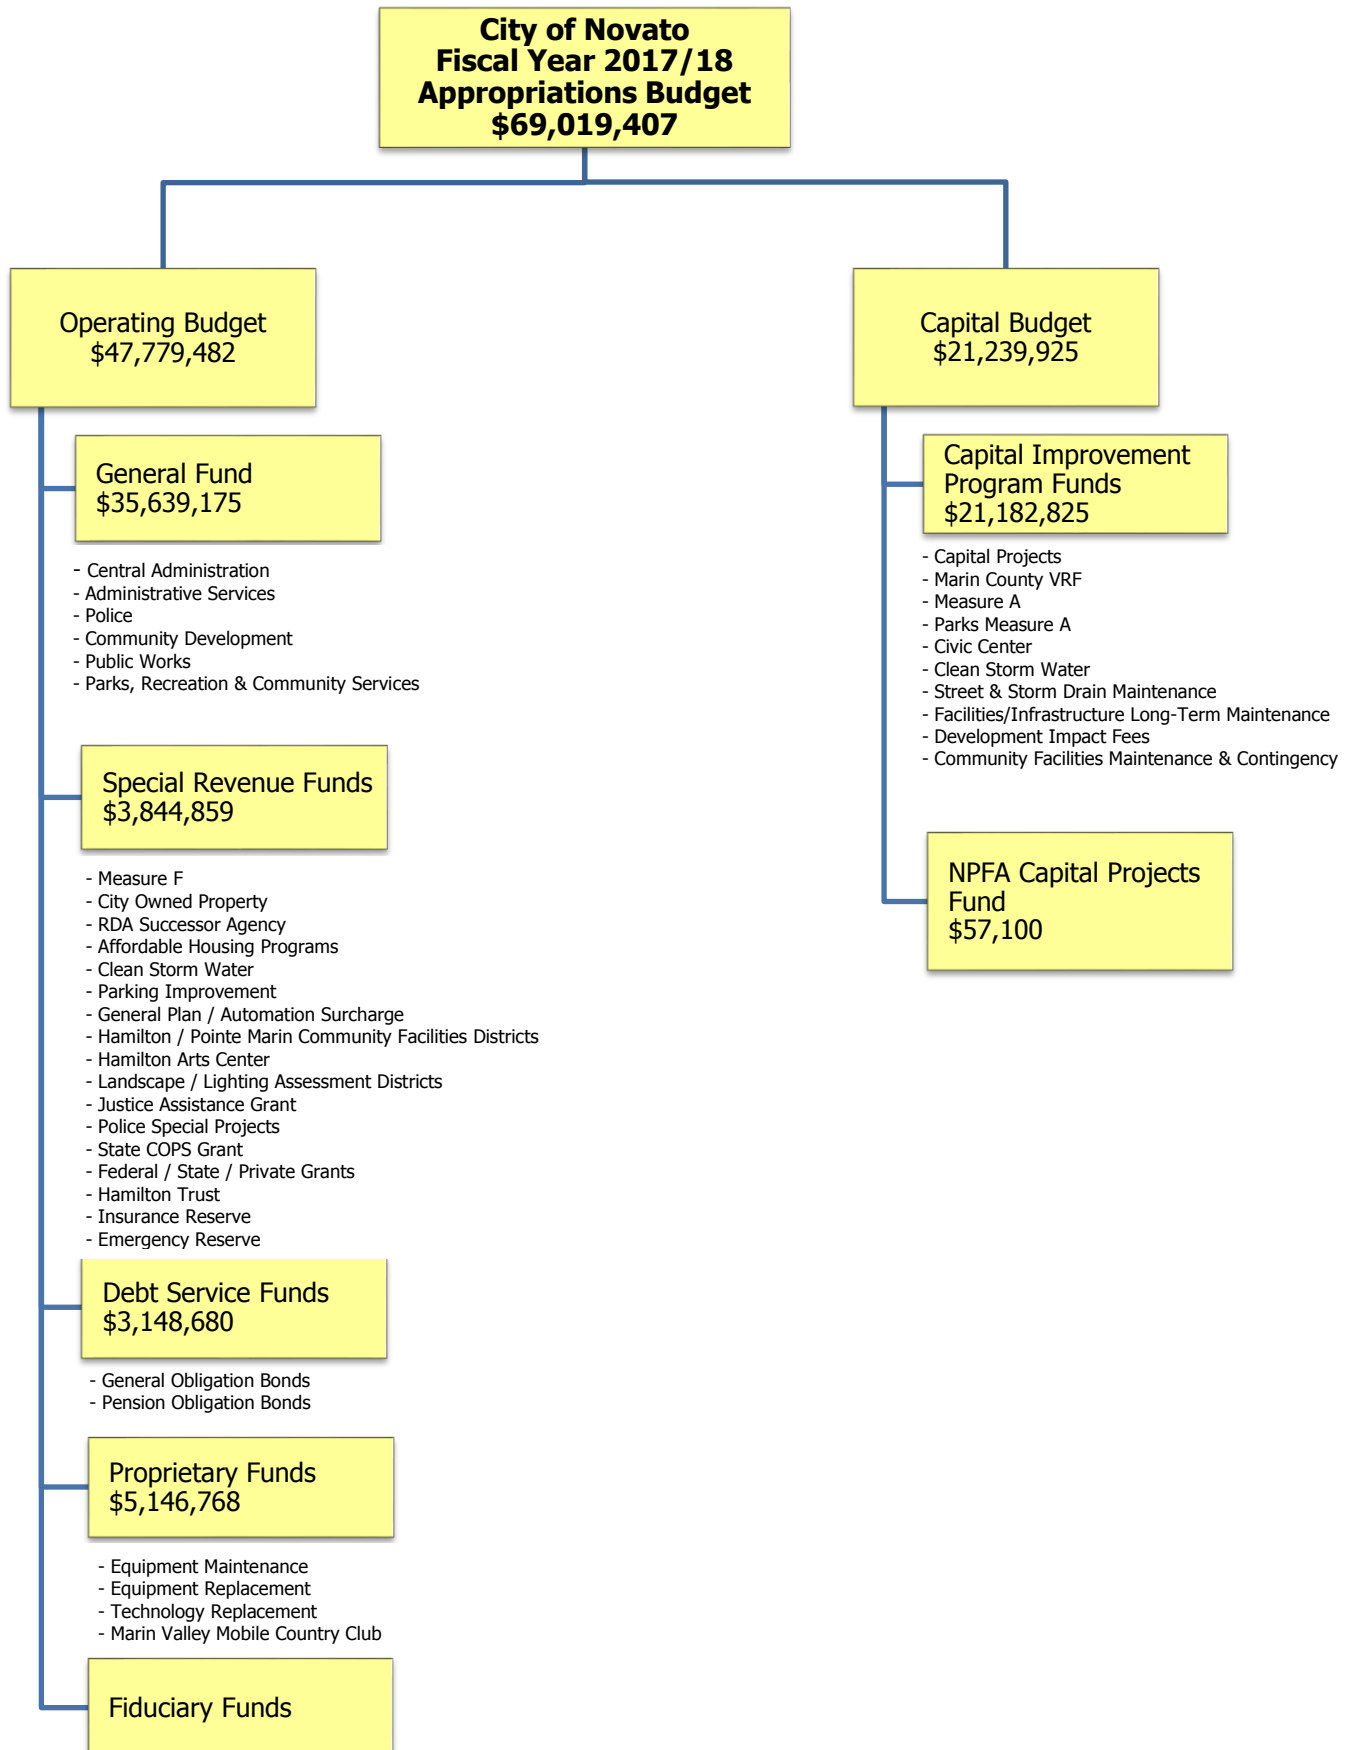 City of Novato
Fiscal Year 2017/18
Appropriations Budget
$69,019,407
Operating Budget
$47,779,482
General Fund
$35,639,175
- Central Administration
- Administrative Services
- Police
- Community Development
- Public Works
- Parks, Recreation & Community Services
Special Revenue Funds
$3,844,859
- Measure F
- City Owned Property
- RDA Successor Agency
- Affordable Housing Programs
- Clean Storm Water
- Parking Improvement
- General Plan / Automation Surcharge
- Hamilton / Pointe Marin Community Facilities Districts
- Hamilton Arts Center
- Landscape / Lighting Assessment Districts
- Justice Assistance Grant
- Police Special Projects
- State COPS Grant
- Federal / State / Private Grants
- Hamilton Trust
- Insurance Reserve
- Emergency Reserve
Debt Service Funds
$3,148,680
- General Obligation Bonds
- Pension Obligation Bonds
Proprietary Funds
$5,146,768
- Equipment Maintenance
- Equipment Replacement
- Technology Replacement
- Marin Valley Mobile Country Club
Fiduciary Funds
Capital Budget
$21,239,925
Capital Improvement
Program Funds
$21,182,825
- Capital Projects
- Marin County VRF
- Measure A
- Parks Measure A
- Civic Center
- Clean Storm Water
- Street & Storm Drain Maintenance
- Facilities/Infrastructure Long-Term Maintenance
- Development Impact Fees
- Community Facilities Maintenance & Contingency
NPFA Capital Projects
Fund
$57,100